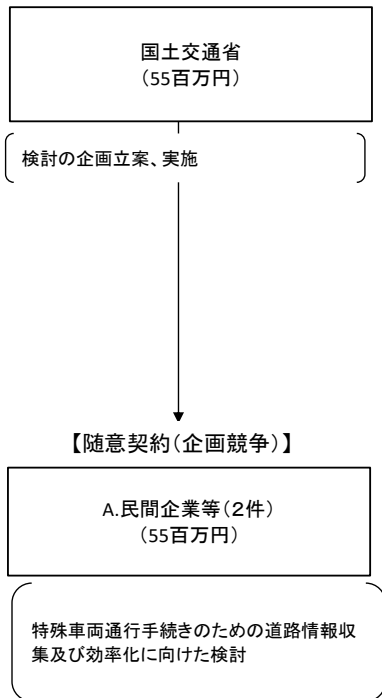 国土交通省
(55百万円)
検討の企画立案、実施
【随意契約(企画競争)】
A.民間企業等(2件)
(55百万円)
特殊車両通行手続きのための道路情報収
集及び効率化に向けた検討